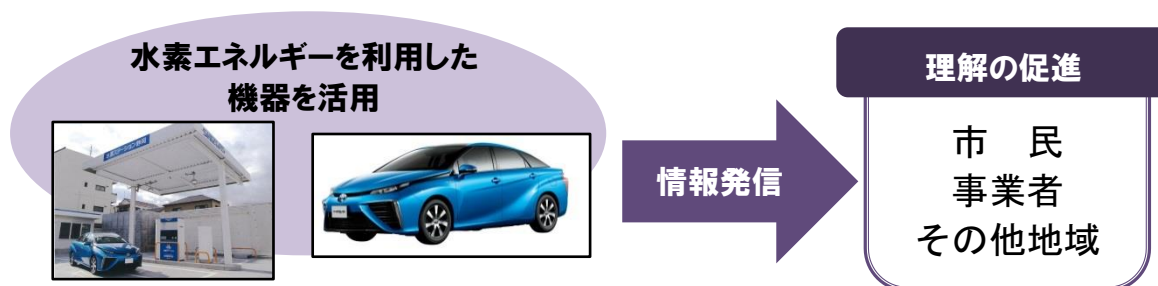 水素エネルギーを利用した
機器を活用
情報発信
理解の促進
市　民
事業者
その他地域